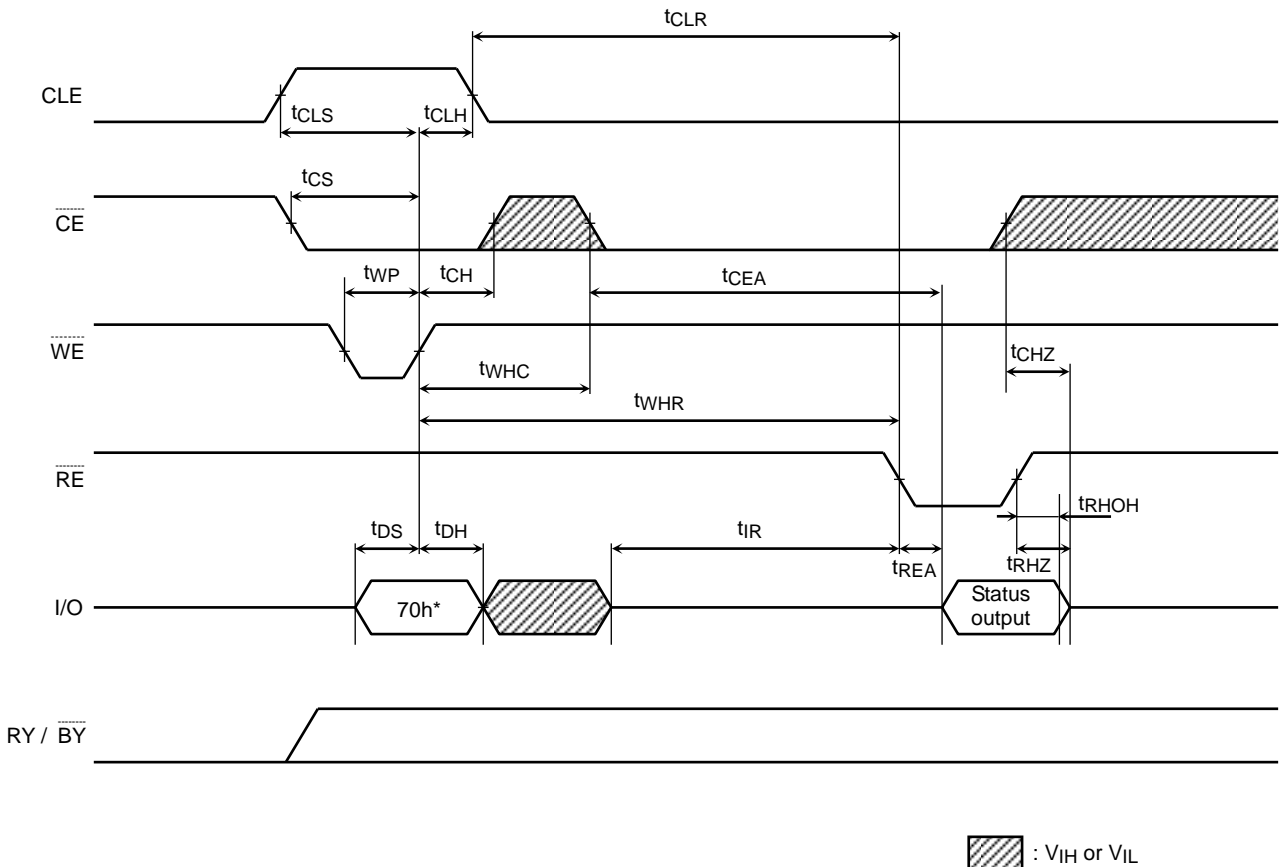 tCLR
CLE
tCLS
tCLH
tCS
CE
tWP
tCH
tCEA
WE
tCHZ
tWHC
tWHR
RE
tRHOH
tDS
tDH
tIR
tREA
tRHZ
I/O
70h*
Status
output
RY / BY
: VIH or VIL